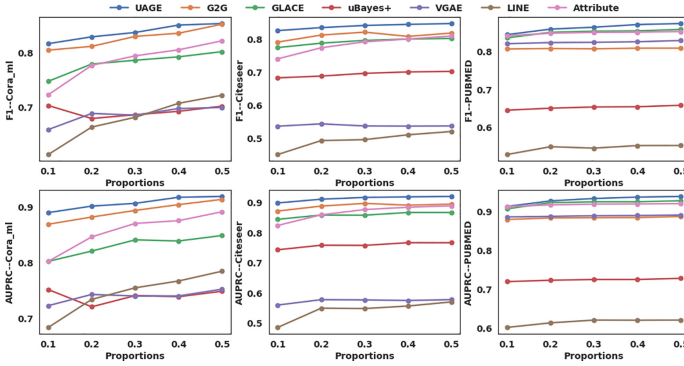 UAGE G2G GLACE uBayes+ VGAE LINE Attribute
F1--Cora_ml
0.8
0.7
0.1 0.2 0.3 0.4 0.5
Proportions
F1--Citeseer
0.8
0.7
0.6
0.5
0.1 0.2 0.3 0.4 0.5
Proportions
F1--PUBMED
0.8
0.7
0.6
0.1 0.2 0.3 0.4 0.5
Proportions
AUPRC--Cora_ml
0.9
0.8
0.7
0.1 0.2 0.3 0.4 0.5
Proportions
AUPRC--Citeseer
0.9
0.8
0.7
0.6
0.5
0.1 0.2 0.3 0.4 0.5
Proportions
AUPRC--PUBMED
0.9
0.8
0.7
0.6
0.1 0.2 0.3 0.4 0.5
Proportions